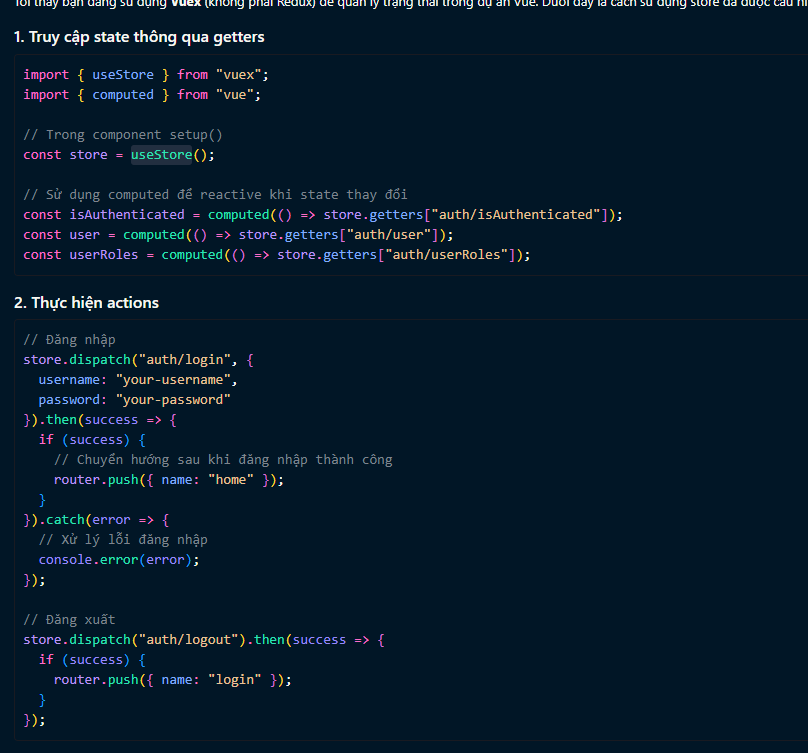 Tôi thấy bạn đang sử dụng Vuex (không phải Redux) để quản lý trạng thái trong dự án Vue. Dưới đây là cách sử dụng store đã được cấu
1. Truy cập state thông qua getters
import { useStore } from "vuex";
import { computed } from "vue";
// Trong component setup()
const store = useStore();
// Sử dụng computed để reactive khi state thay đổi
const isAuthenticated = computed(() => store.getters["auth/isAuthenticated"]);
const user = computed(() => store.getters["auth/user"]);
const userRoles = computed(() => store.getters["auth/userRoles"]);
2. Thực hiện actions
// Đăng nhập
store.dispatch("auth/login", {
  username: "your-username",
  password: "your-password"
}).then(success => {
  if (success) {
    // Chuyển hướng sau khi đăng nhập thành công
    router.push({ name: "home" });
  }
}).catch(error => {
  // Xử lý lỗi đăng nhập
  console.error(error);
});
// Đăng xuất
store.dispatch("auth/logout").then(success => {
  if (success) {
    router.push({ name: "login" });
  }
});